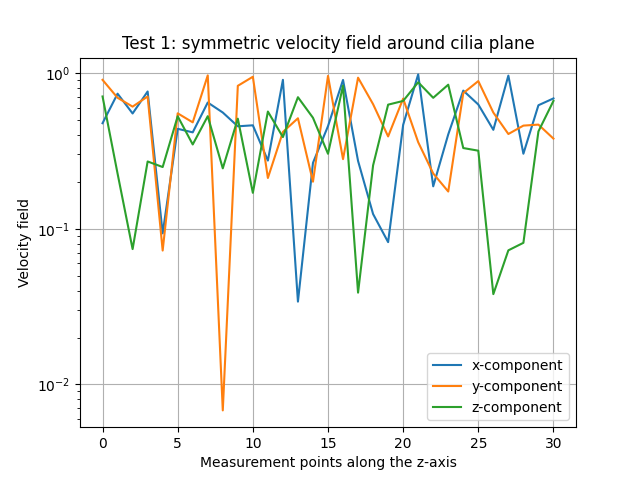 Test 1: symmetric velocity field around cilia plane
Velocity field
10⁰
10⁻¹
10⁻²
x-component
y-component
z-component
0 5 10 15 20 25 30
Measurement points along the z-axis